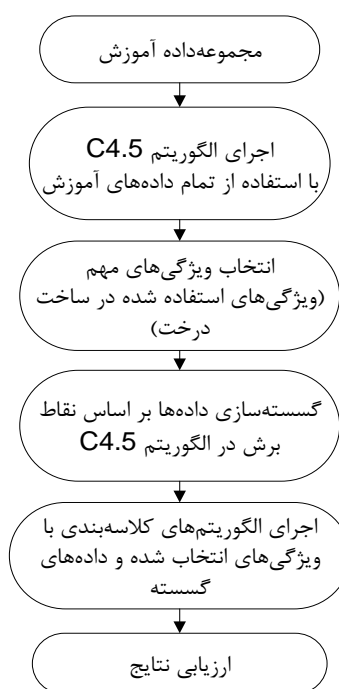 مجموعه‌داده آموزش
اجرای الگوریتم C4.5
با استفاده از تمام داده‌های آموزش
انتخاب ویژگی‌های مهم
(ویژگی‌های استفاده شده در ساخت
درخت)
گسسته‌سازی داده‌ها بر اساس نقاط
برش در الگوریتم C4.5
اجرای الگوریتم‌های کلاسه‌بندی با
ویژگی‌های انتخاب شده و داده‌های
گسسته
ارزیابی نتایج